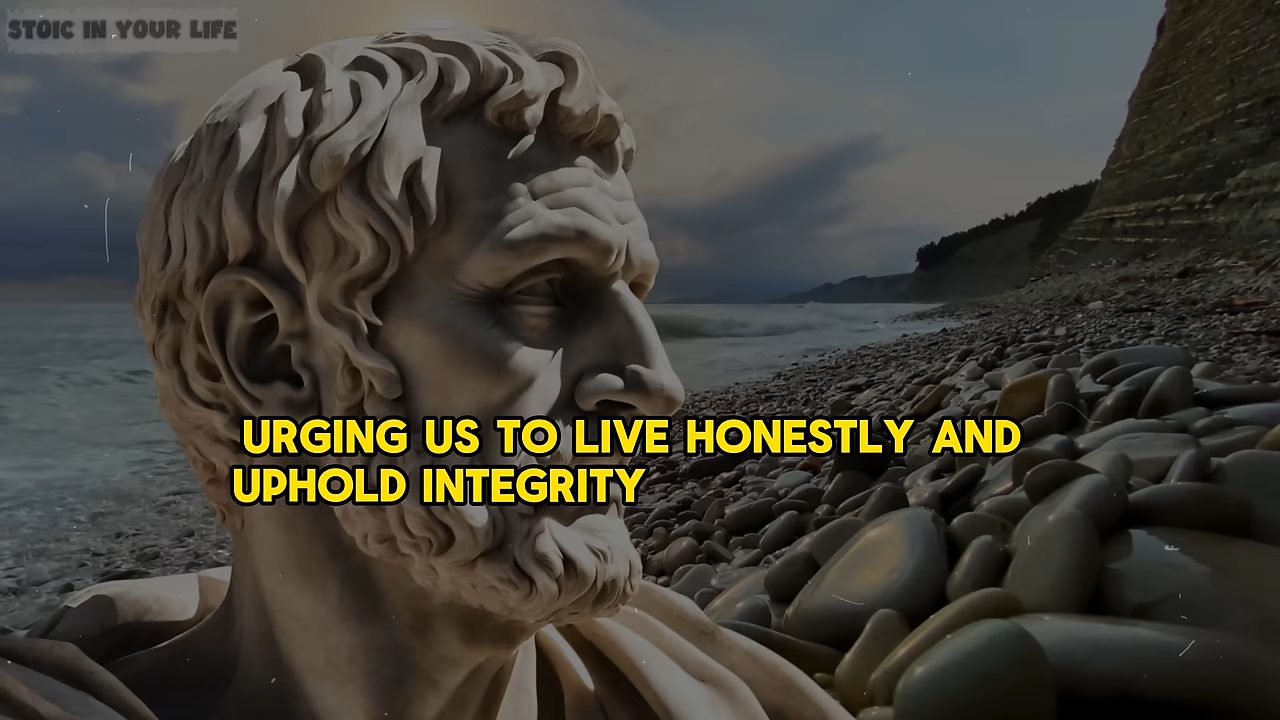 STOIC IN YOUR LIFE
URGING US TO LIVE HONESTLY AND
UPHOLD INTEGRITY